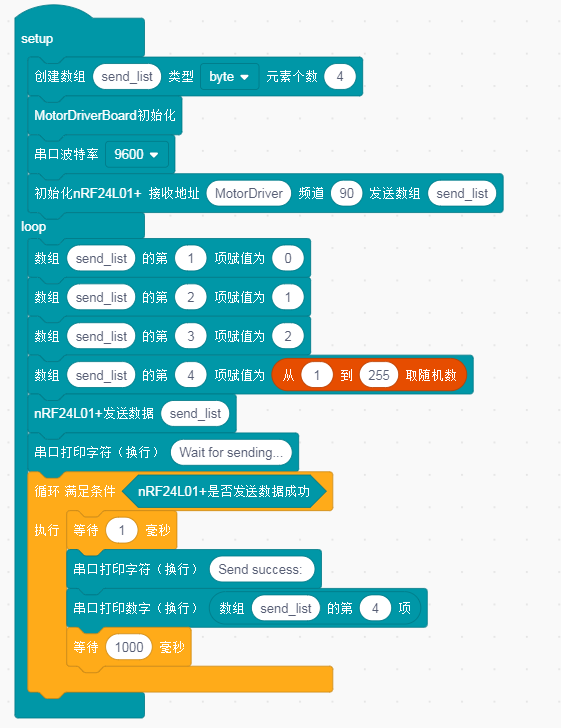 setup
创建数组 send_list 类型 byte 元素个数 4
MotorDriverBoard初始化
串口波特率 9600
初始化nRF24L01+ 接收地址 MotorDriver 频道 90 发送数组 send_list
loop
数组 send_list 的第 1 项赋值为 0
数组 send_list 的第 2 项赋值为 1
数组 send_list 的第 3 项赋值为 2
数组 send_list 的第 4 项赋值为 从 1 到 255 取随机数
nRF24L01+发送数据 send_list
串口打印字符（换行） Wait for sending...
循环 满足条件 nRF24L01+是否发送数据成功
执行 等待 1 毫秒
串口打印字符（换行） Send success:
串口打印数字（换行） 数组 send_list 的第 4 项
等待 1000 毫秒